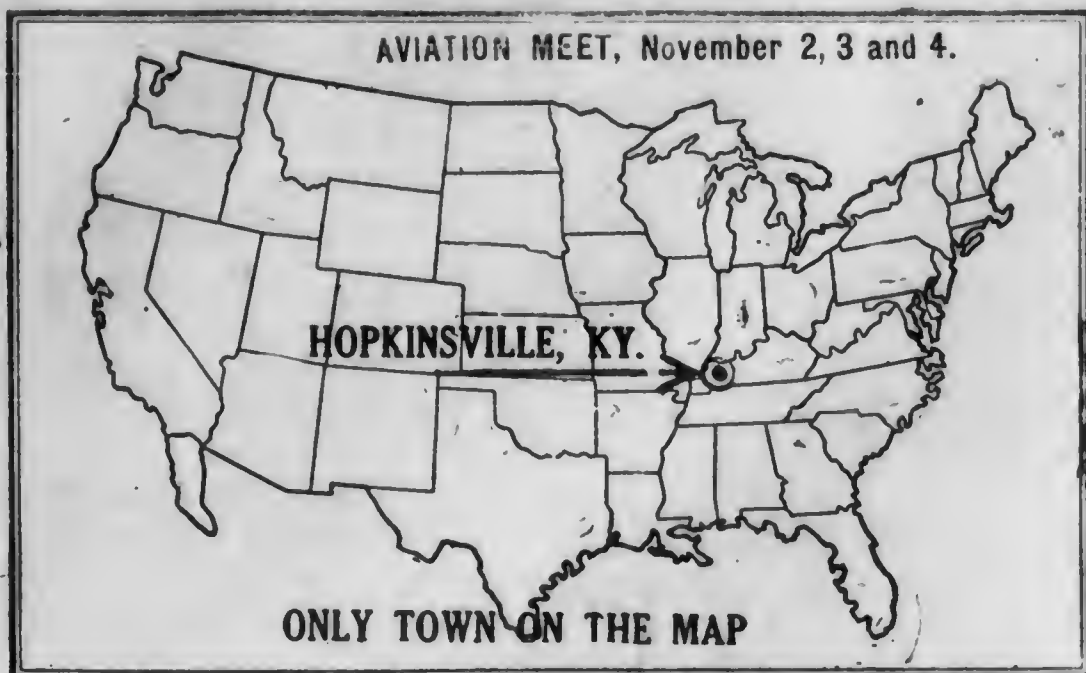 AVIATION MEET, November 2, 3 and 4.
HOPKINSVILLE, KY.
ONLY TOWN ON THE MAP